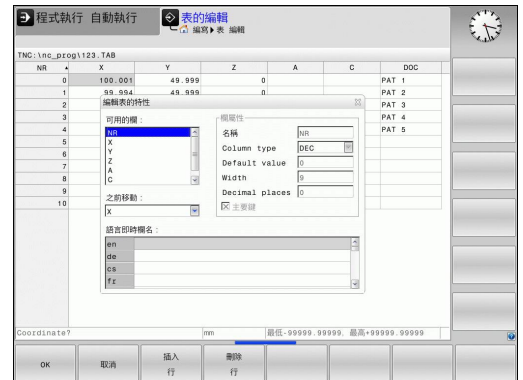 程式執行 自動執行
表的編輯
編寫▶表 編輯
TNC:\nc_prog\123.TAB
NR X Y Z A C DOC
0 100.001 49.999 0 PAT 1
1 99.994 49.999 0 PAT 2
2 PAT 3
3 PAT 4
4 PAT 5
5
6
7
8
9
10
編輯表的特性
可用的欄：
NR
X
Y
Z
A
C
之前移動：
X
欄屬性
名稱 NR
Column type DEC
Default value 0
Width 9
Decimal places 0
主要鍵
語言即時欄名：
en
de
cs
fr
Coordinate? mm 最低-99999.99999, 最高+99999.99999
OK 取消 插入行 刪除行